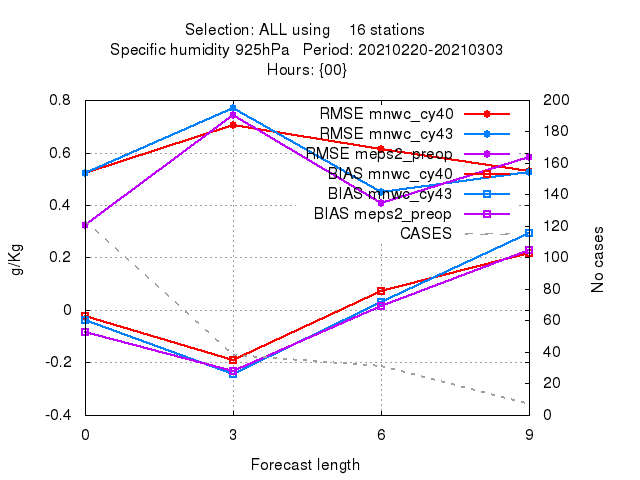 Selection: ALL using 16 stations
Specific humidity 925hPa Period: 20210220-20210303
Hours: {00}
RMSE mnwc_cy40
RMSE mnwc_cy43
RMSE meps2_preop
BIAS mnwc_cy40
BIAS mnwc_cy43
BIAS meps2_preop
CASES
0.8
0.6
0.4
0.2
0
-0.2
-0.4
g/Kg
200
180
160
140
120
100
80
60
40
20
0
No cases
0 3 6 9
Forecast length